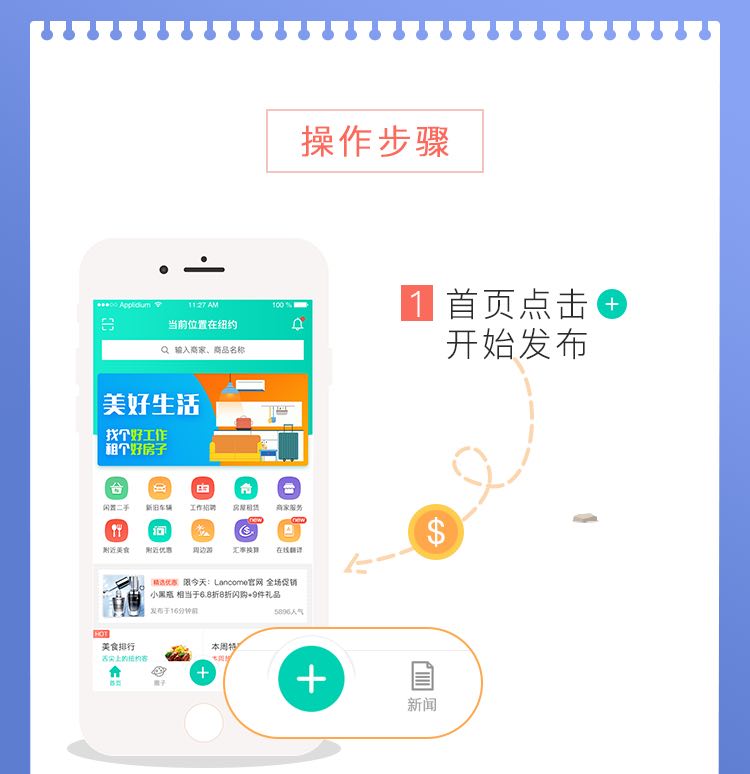 操作步骤
1 首页点击 +
开始发布
Applidium 11:27 AM 100 %
当前位置在纽约
输入商家、商品名称
美好生活
找个好工作
租个好房子
闲置二手 新旧车辆 工作招聘 房屋租赁 商家服务
new new
附近美食 附近优惠 周边游 汇率换算 在线翻译
精选优惠 限今天：Lancome官网 全场促销
小黑瓶 相当于6.8折8折闪购+9件礼品
发布于16分钟前 5896人气
HOT
美食排行 本周特
舌尖上的纽约客
首页 圈子
新闻
$